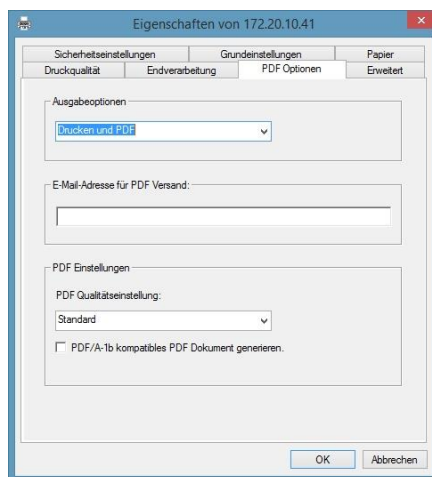 Eigenschaften von 172.20.10.41
Sicherheitseinstellungen Grundeinstellungen Papier
Druckqualität Endverarbeitung PDF Optionen Erweitert
Ausgabeoptionen
Drucken und PDF
E-Mail-Adresse für PDF Versand:
PDF Einstellungen
PDF Qualitätseinstellung:
Standard
PDF/A-1b kompatibles PDF Dokument generieren.
OK Abbrechen